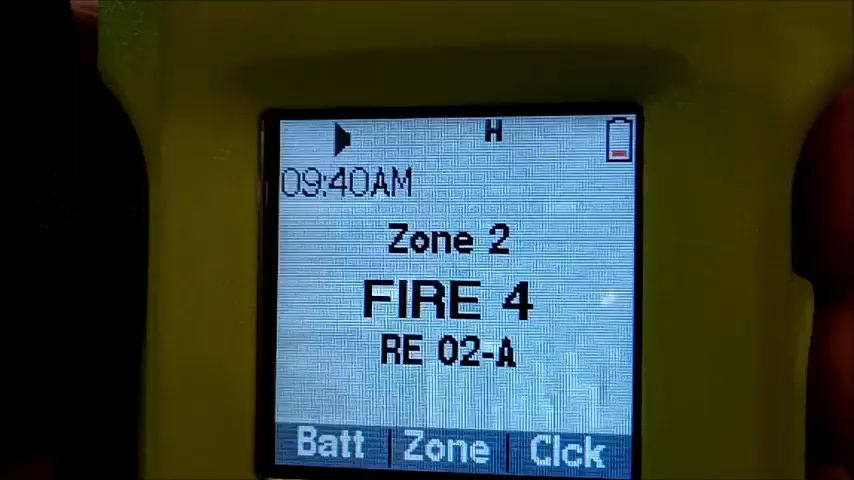 H
09:40AM
Zone 2
FIRE 4
RE 02-A
Batt Zone Clck